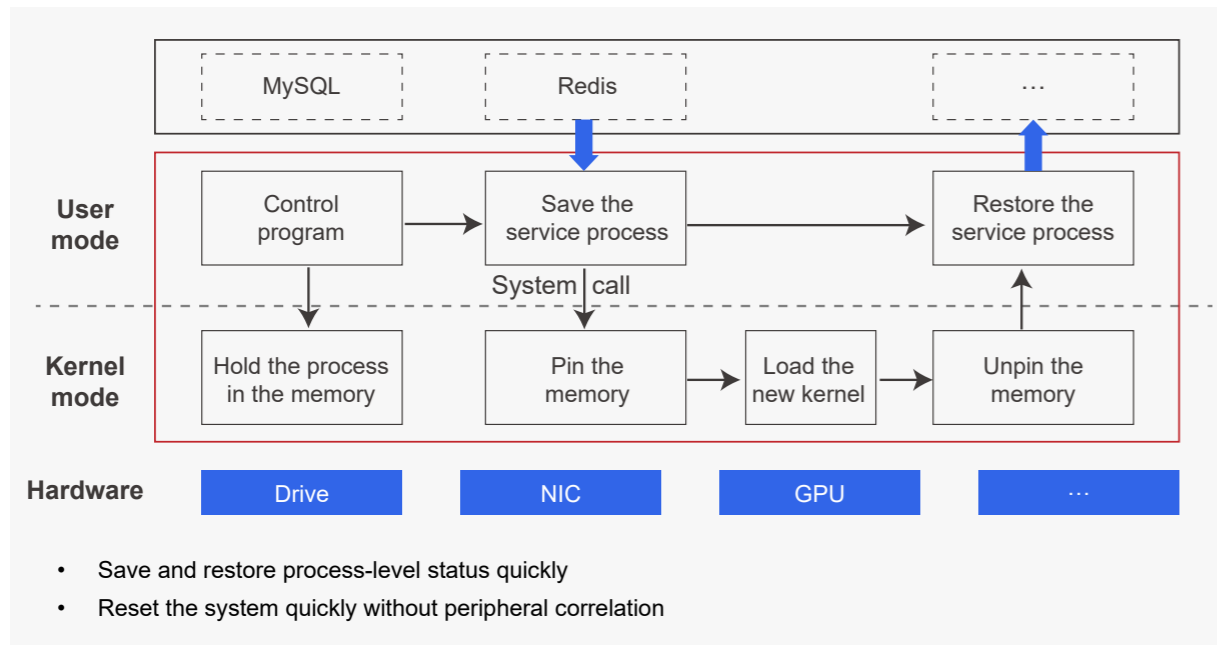 MySQL
Redis
…
User
mode
Control
program
Save the
service process
Restore the
service process
System call
Kernel
mode
Hold the process
in the memory
Pin the
memory
Load the
new kernel
Unpin the
memory
Hardware
Drive
NIC
GPU
…
• Save and restore process-level status quickly
• Reset the system quickly without peripheral correlation